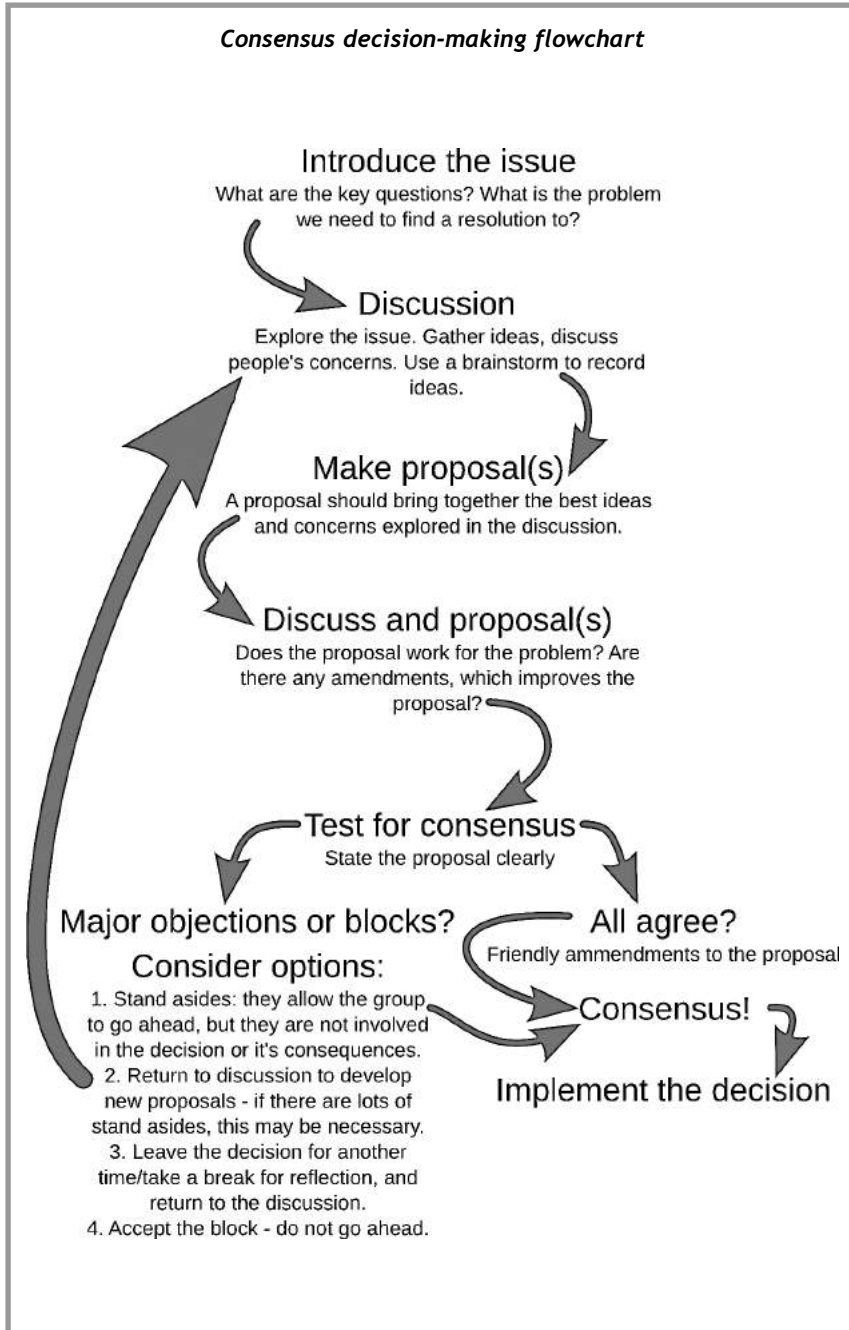 Consensus decision-making flowchart
Introduce the issue
What are the key questions? What is the problem
we need to find a resolution to?
Discussion
Explore the issue. Gather ideas, discuss
people's concerns. Use a brainstorm to record
ideas.
Make proposal(s)
A proposal should bring together the best ideas
and concerns explored in the discussion.
Discuss and proposal(s)
Does the proposal work for the problem? Are
there any amendments, which improves the
proposal?
Test for consensus
State the proposal clearly
Major objections or blocks?
Consider options:
1. Stand asides: they allow the group
to go ahead, but they are not involved
in the decision or it's consequences.
2. Return to discussion to develop
new proposals - if there are lots of
stand asides, this may be necessary.
3. Leave the decision for another
time/take a break for reflection, and
return to the discussion.
4. Accept the block - do not go ahead.
All agree?
Friendly ammendments to the proposal
Consensus!
Implement the decision